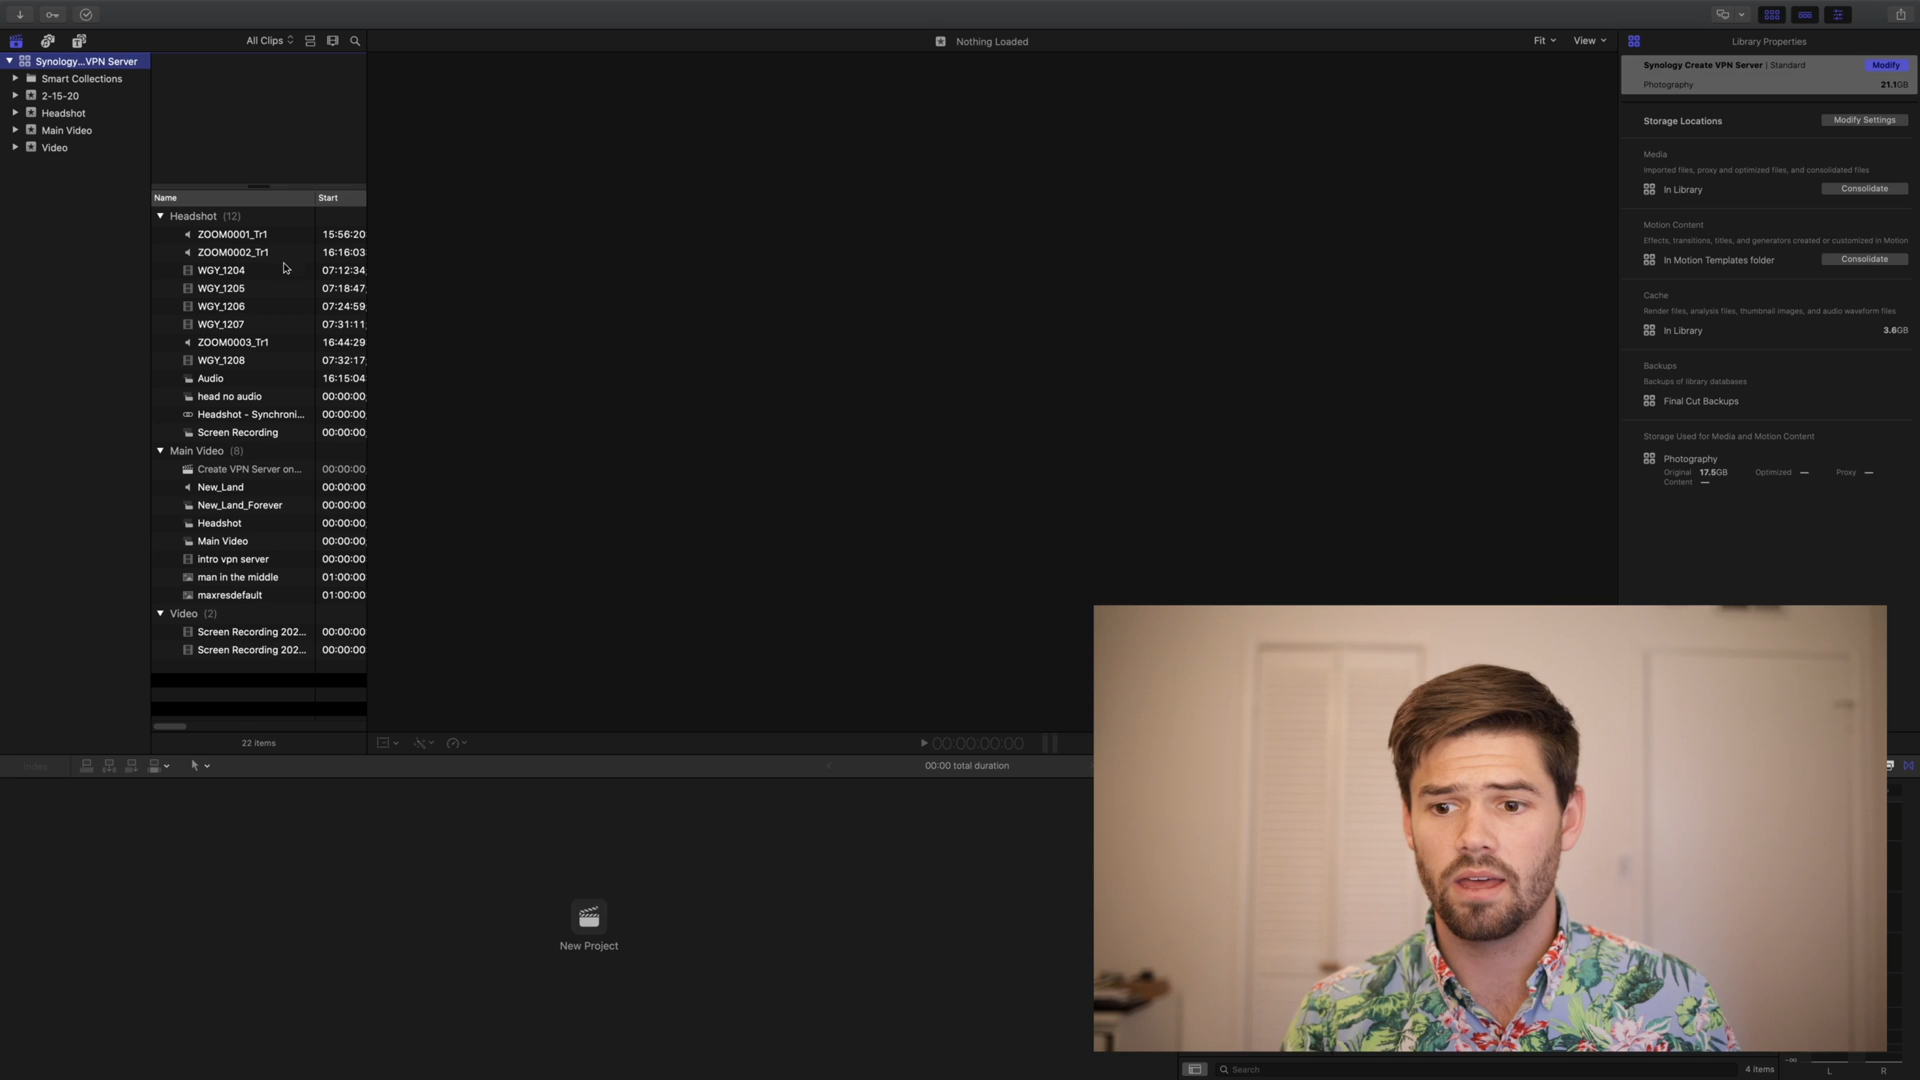 All Clips
Nothing Loaded
Fit
View
Library Properties
Synology...VPN Server
Smart Collections
2-15-20
Headshot
Main Video
Video
Name
Start
Headshot (12)
ZOOM0001_Tr1 15:56:20
ZOOM0002_Tr1 16:16:03
WGY_1204 07:12:34
WGY_1205 07:18:47
WGY_1206 07:24:59
WGY_1207 07:31:11
ZOOM0003_Tr1 16:44:29
WGY_1208 07:32:17
Audio 16:15:04
head no audio 00:00:00
Headshot - Synchroni... 00:00:00
Screen Recording 00:00:00
Main Video (8)
Create VPN Server on... 00:00:00
New_Land 00:00:00
New_Land_Forever 00:00:00
Headshot 00:00:00
Main Video 00:00:00
intro vpn server 00:00:00
man in the middle 01:00:00
maxresdefault 01:00:00
Video (2)
Screen Recording 202... 00:00:00
Screen Recording 202... 00:00:00
22 items
00:00:00:00
Index
00:00 total duration
New Project
Synology Create VPN Server | Standard
Modify
Photography 21.1GB
Storage Locations
Modify Settings
Media
Imported files, proxy and optimized files, and consolidated files
In Library
Consolidate
Motion Content
Effects, transitions, titles, and generators created or customized in Motion
In Motion Templates folder
Consolidate
Cache
Render files, analysis files, thumbnail images, and audio waveform files
In Library 3.6GB
Backups
Backups of library databases
Final Cut Backups
Storage Used for Media and Motion Content
Photography
Original 17.5GB Optimized — Proxy —
Content —
Search
4 items
-∞
L
R